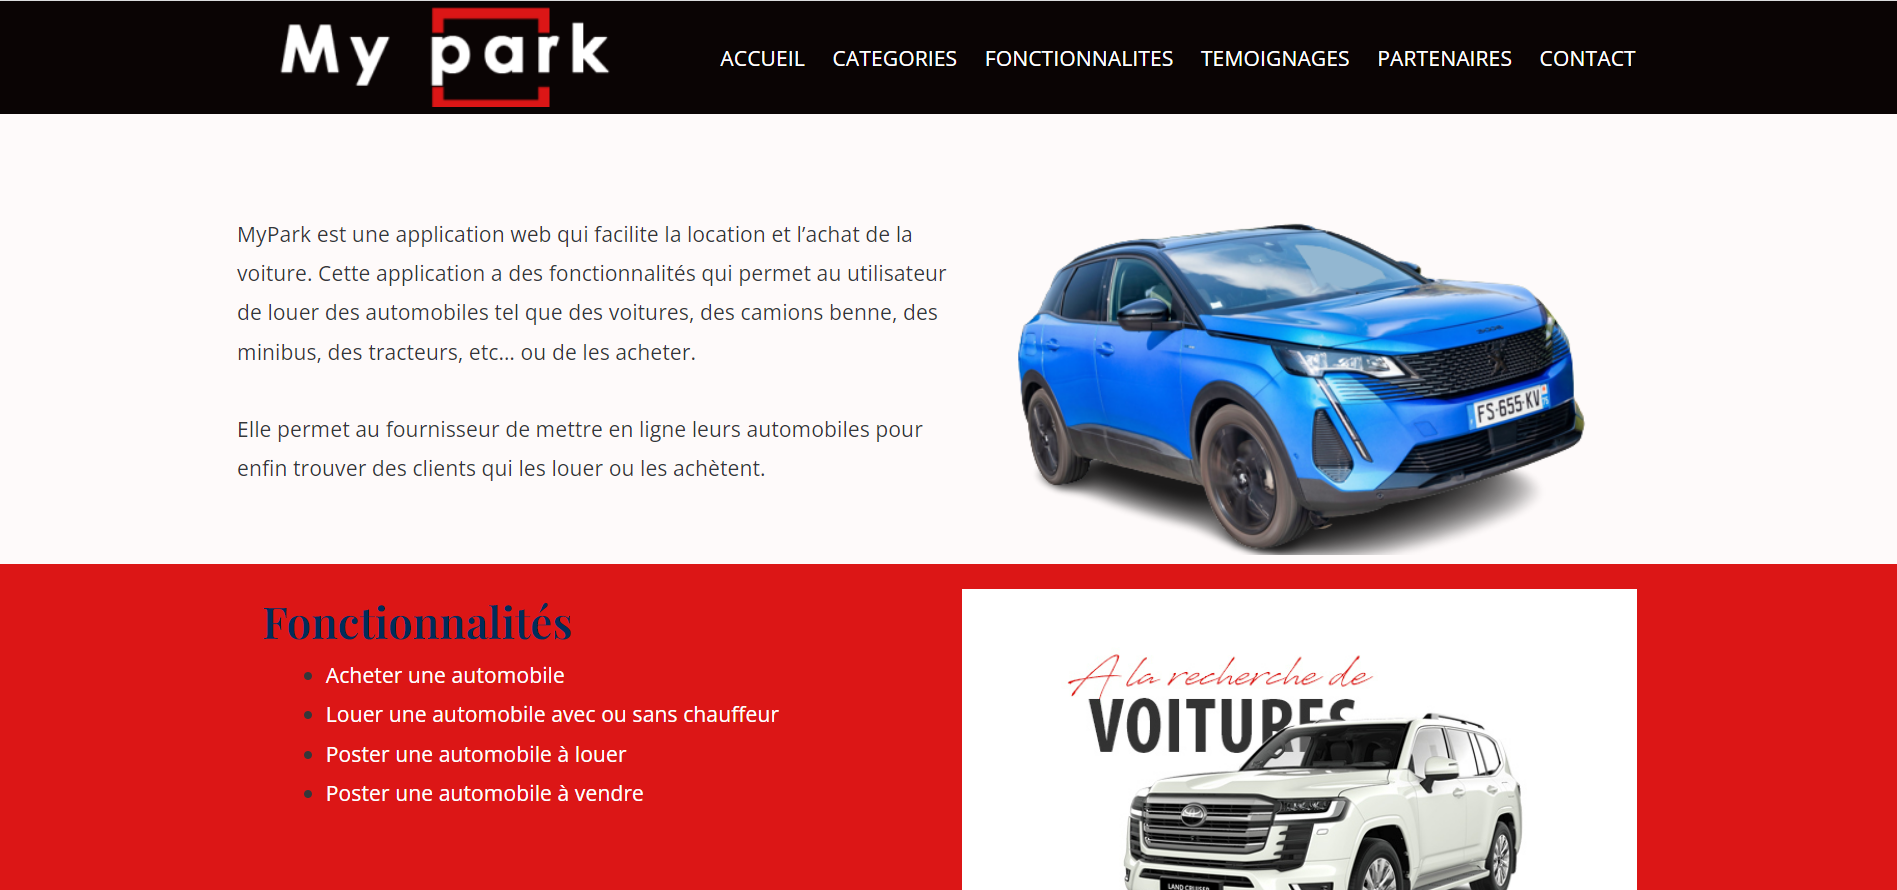 My park
ACCUEIL CATEGORIES FONCTIONNALITES TEMOIGNAGES PARTENAIRES CONTACT
MyPark est une application web qui facilite la location et l’achat de la
voiture. Cette application a des fonctionnalités qui permet au utilisateur
de louer des automobiles tel que des voitures, des camions benne, des
minibus, des tracteurs, etc… ou de les acheter.
Elle permet au fournisseur de mettre en ligne leurs automobiles pour
enfin trouver des clients qui les louer ou les achètent.
FS-655-KV
Fonctionnalités
Acheter une automobile
Louer une automobile avec ou sans chauffeur
Poster une automobile à louer
Poster une automobile à vendre
A la recherche de
VOITURES
LAND CRUISER